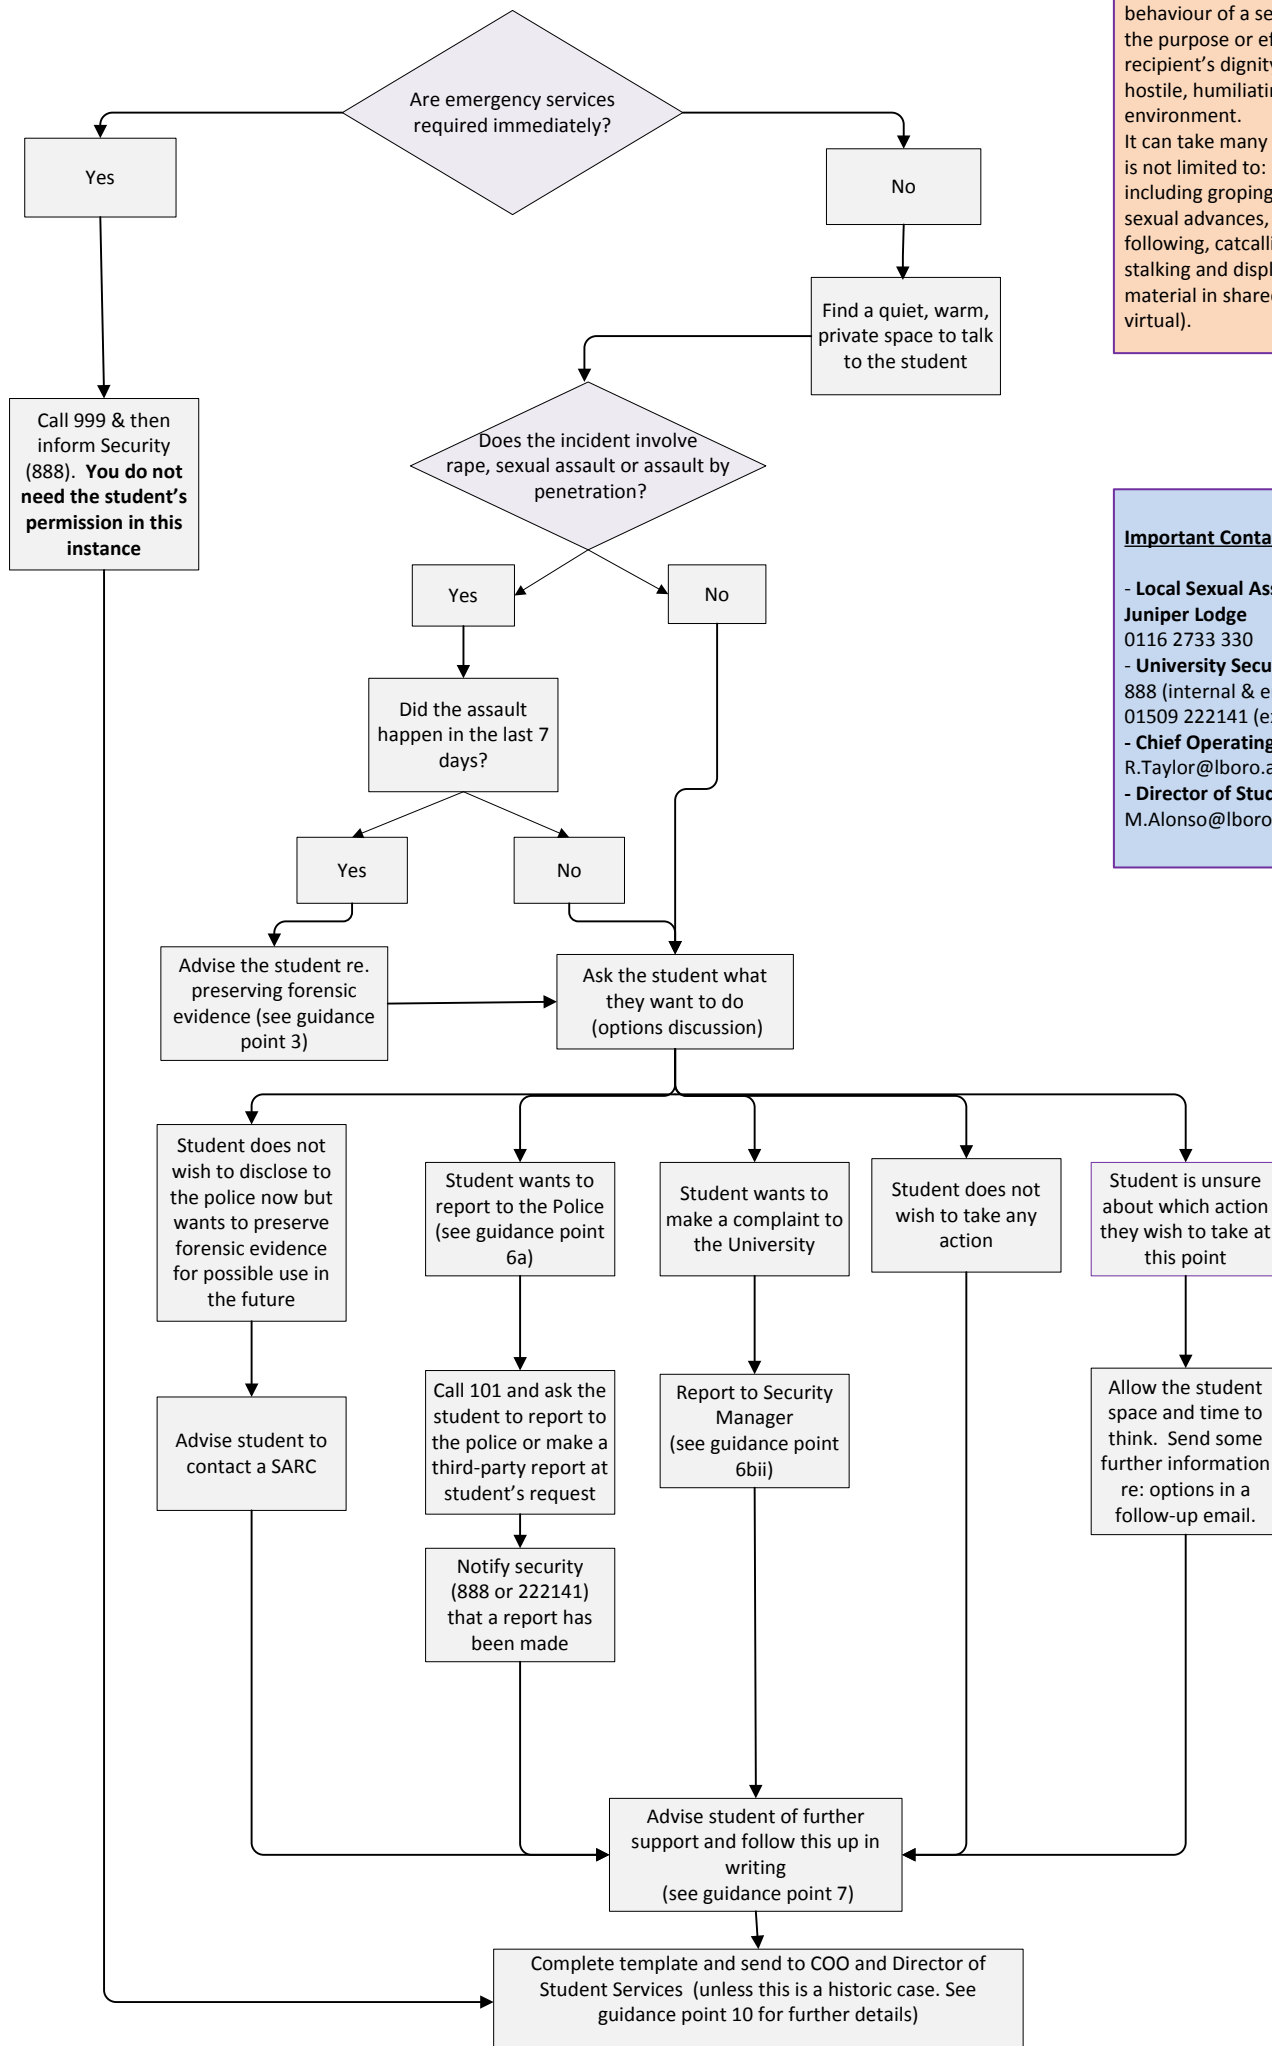 Are emergency services
required immediately?
Yes
No
Find a quiet, warm,
private space to talk
to the student
Call 999 & then
inform Security
(888).  You do not
need the student's
permission in this
instance
Does the incident involve
rape, sexual assault or assault by
penetration?
Yes
No
Did the assault
happen in the last 7
days?
Yes
No
Advise the student re.
preserving forensic
evidence (see guidance
point 3)
Ask the student what
they want to do
(options discussion)
Student does not
wish to disclose to
the police now but
wants to preserve
forensic evidence
for possible use in
the future
Student wants to
report to the Police
(see guidance point
6a)
Student wants to
make a complaint to
the University
Student does not
wish to take any
action
Student is unsure
about which action
they wish to take at
this point
Advise student to
contact a SARC
Call 101 and ask the
student to report to
the police or make a
third-party report at
student's request
Report to Security
Manager
(see guidance point
6bii)
Allow the student
space and time to
think.  Send some
further information
re: options in a
follow-up email.
Notify security
(888 or 222141)
that a report has
been made
Advise student of further
support and follow this up in
writing
(see guidance point 7)
Complete template and send to COO and Director of
Student Services  (unless this is a historic case. See
guidance point 10 for further details)
behaviour of a
the purpose or
recipient's
hostile,
environment.
It can take many
is not limited to:
including groping
sexual advances,
following,
stalking and
material in
virtual).
Important
- Local Sexual
Juniper Lodge
0116 2733 330
- University
888 (internal &
01509 222141
- Chief Operating
R.Taylor@lboro.a
- Director of
M.Alonso@lboro